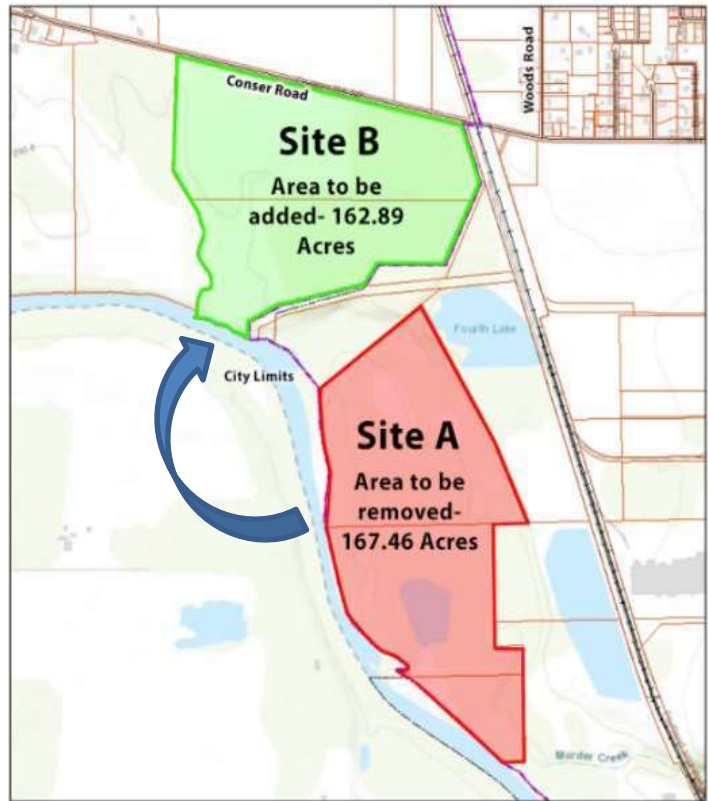 Conser Road
Woods Road
Site B
Area to be
added- 162.89
Acres
Fourth Lake
City Limits
Site A
Area to be
removed-
167.46 Acres
Murder Creek